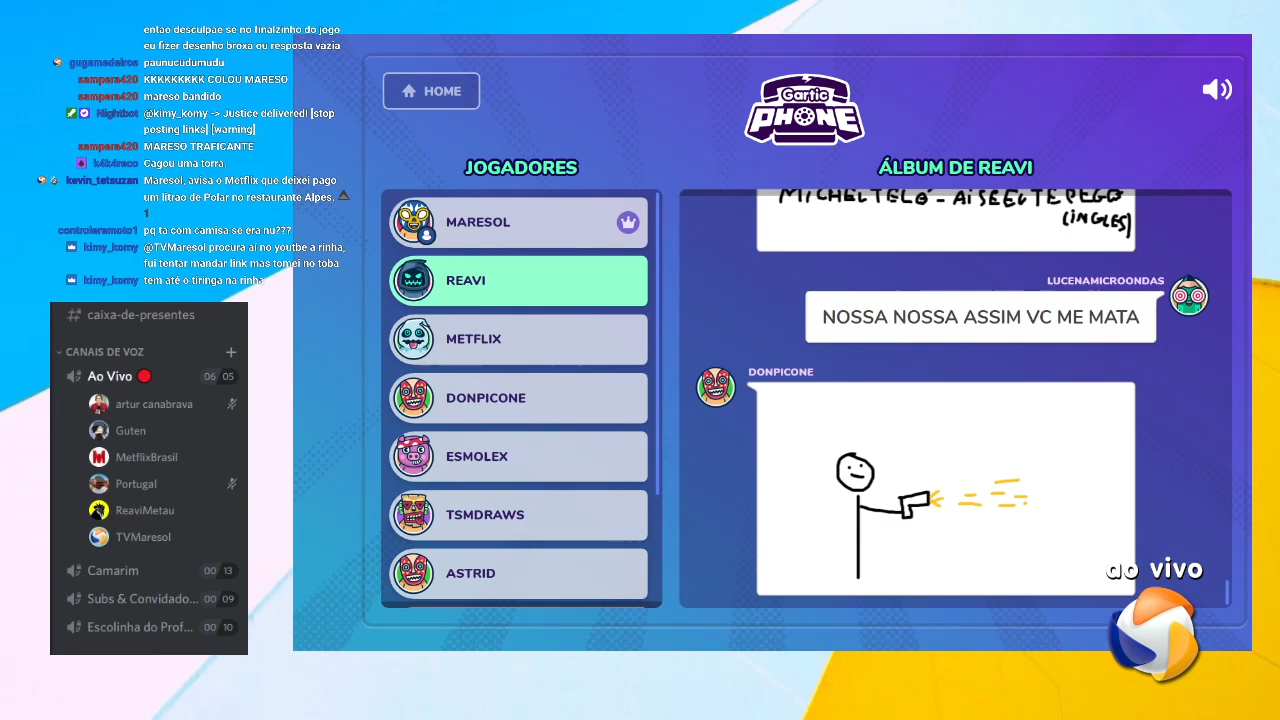 então desculpae se no finalzinho do jogo
eu fizer desenho broxa ou resposta vazia
gugamedeiros paunucudumudu
sampera420 KKKKKKKKK COLOU MARESO
sampera420 mareso bandido
Nightbot @kimy_komy -> Justice delivered! [stop
posting links] [warning]
sampera420 MARESO TRAFICANTE
k4k4reco Cagou uma torra.
kevin_tetsuzan Maresol, avisa o Metflix que deixei pago
um litrao de Polar no restaurante Alpes.
1
controleremoto1 pq ta com camisa se era nu???
kimy_komy @TVMaresol procura ai no youtbe a rinha,
fui tentar mandar link mas tomei no toba
kimy_komy tem até o tiringa na rinha
# caixa-de-presentes
CANAIS DE VOZ +
Ao Vivo 06 05
artur canabrava
Guten
MetflixBrasil
Portugal
ReaviMetau
TVMaresol
Camarim 00 13
Subs & Convidado... 00 09
Escolinha do Prof... 00 10
HOME
Gartic
PHONE
JOGADORES
MARESOL
REAVI
METFLIX
DONPICONE
ESMOLEX
TSMDRAWS
ASTRID
ÁLBUM DE REAVI
MICHEL TELÓ - AI SE EU TE PEGO
(INGLES)
LUCENAMICROONDAS
NOSSA NOSSA ASSIM VC ME MATA
DONPICONE
ao vivo